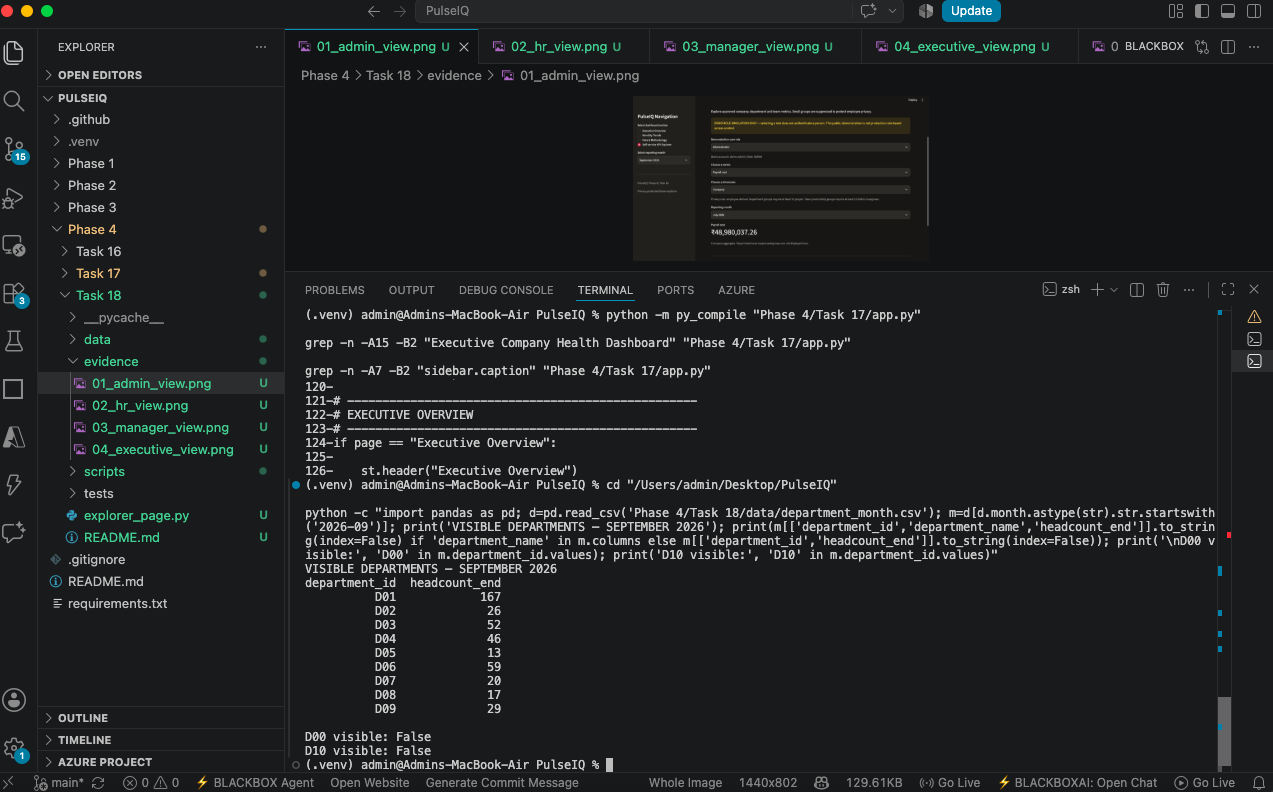 PulseIQ
Update
EXPLORER
OPEN EDITORS
PULSEIQ
.github
.venv
Phase 1
Phase 2
Phase 3
Phase 4
Task 16
Task 17
Task 18
__pycache__
data
evidence
01_admin_view.png U
02_hr_view.png U
03_manager_view.png U
04_executive_view.png U
scripts
tests
explorer_page.py U
README.md U
.gitignore
README.md
requirements.txt
OUTLINE
TIMELINE
AZURE PROJECT
15
3
1
01_admin_view.png U
02_hr_view.png U
03_manager_view.png U
04_executive_view.png U
0 BLACKBOX
Phase 4 > Task 18 > evidence > 01_admin_view.png
PulseIQ Navigation
₹48,980,037.26
PROBLEMS OUTPUT DEBUG CONSOLE TERMINAL PORTS AZURE
zsh
(.venv) admin@Admins-MacBook-Air PulseIQ % python -m py_compile "Phase 4/Task 17/app.py"
grep -n -A15 -B2 "Executive Company Health Dashboard" "Phase 4/Task 17/app.py"
grep -n -A7 -B2 "sidebar.caption" "Phase 4/Task 17/app.py"
120-
121-# --------------------------------------------------
122-# EXECUTIVE OVERVIEW
123-# --------------------------------------------------
124-if page == "Executive Overview":
125-
126-    st.header("Executive Overview")
(.venv) admin@Admins-MacBook-Air PulseIQ % cd "/Users/admin/Desktop/PulseIQ"
python -c "import pandas as pd; d=pd.read_csv('Phase 4/Task 18/data/department_month.csv'); m=d[d.month.astype(str).str.startswith
('2026-09')]; print('VISIBLE DEPARTMENTS — SEPTEMBER 2026'); print(m[['department_id','department_name','headcount_end']].to_strin
g(index=False) if 'department_name' in m.columns else m[['department_id','headcount_end']].to_string(index=False)); print('\nD00 v
isible:', 'D00' in m.department_id.values); print('D10 visible:', 'D10' in m.department_id.values)"
VISIBLE DEPARTMENTS — SEPTEMBER 2026
department_id  headcount_end
D01 167
D02 26
D03 52
D04 46
D05 13
D06 59
D07 20
D08 17
D09 29
D00 visible: False
D10 visible: False
(.venv) admin@Admins-MacBook-Air PulseIQ %
main* 0 0 BLACKBOX Agent Open Website Generate Commit Message Whole Image 1440x802 129.61KB Go Live BLACKBOXAI: Open Chat Go Live